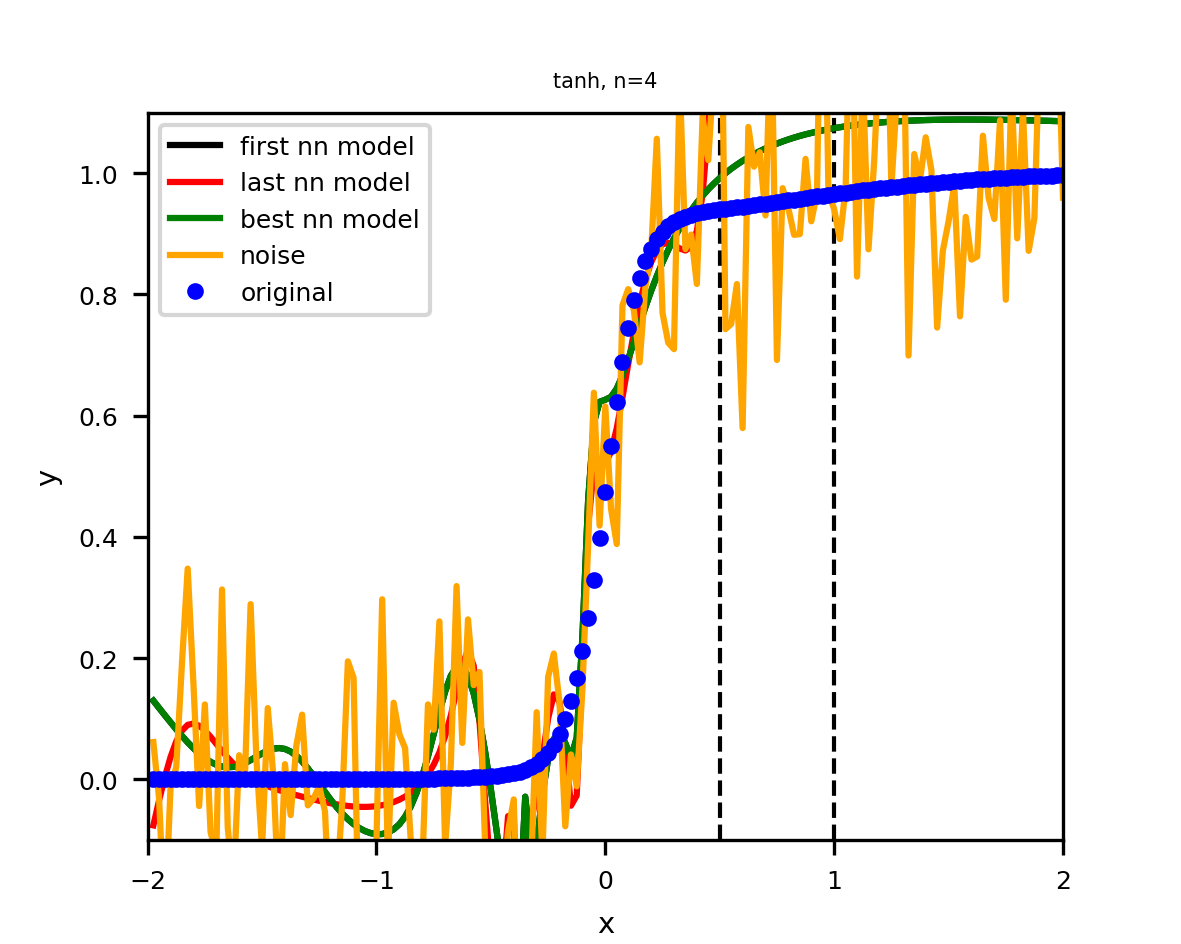 tanh, n=4
first nn model
last nn model
best nn model
noise
original
1.0
0.8
0.6
0.4
0.2
0.0
y
−2 −1 0 1 2
x